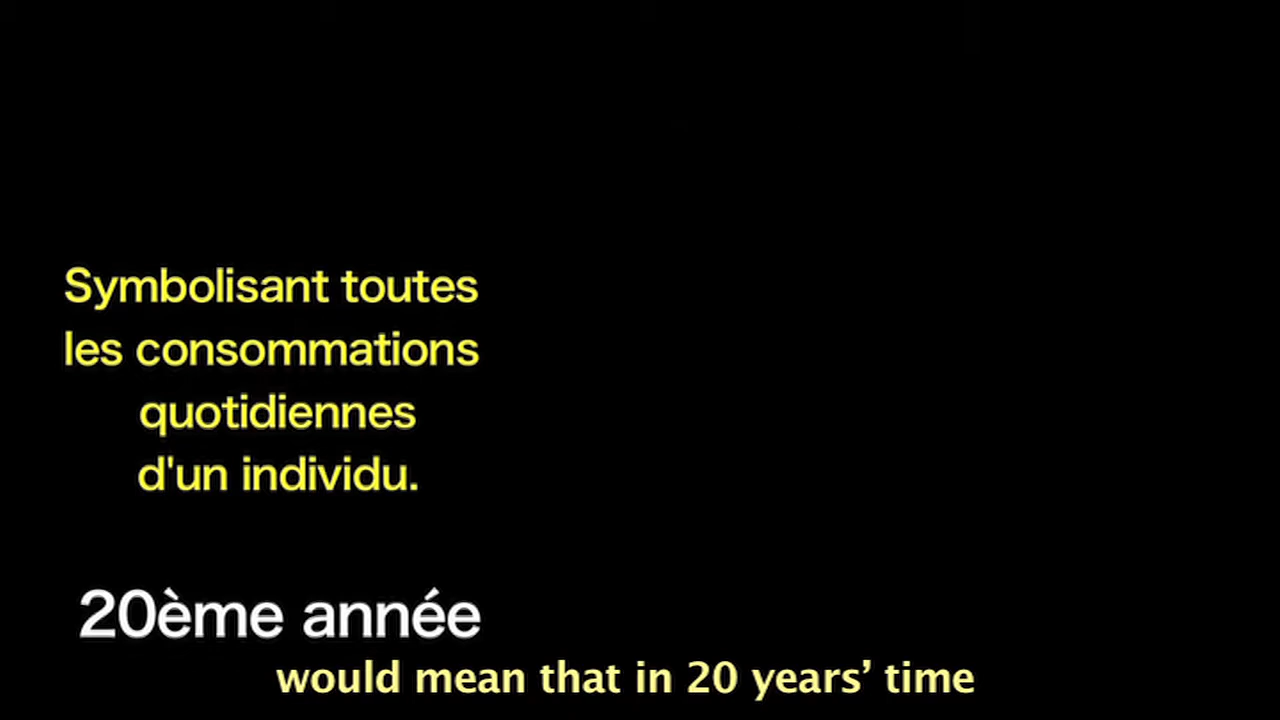 Symbolisant toutes
les consommations
quotidiennes
d'un individu.
20ème année
would mean that in 20 years’ time